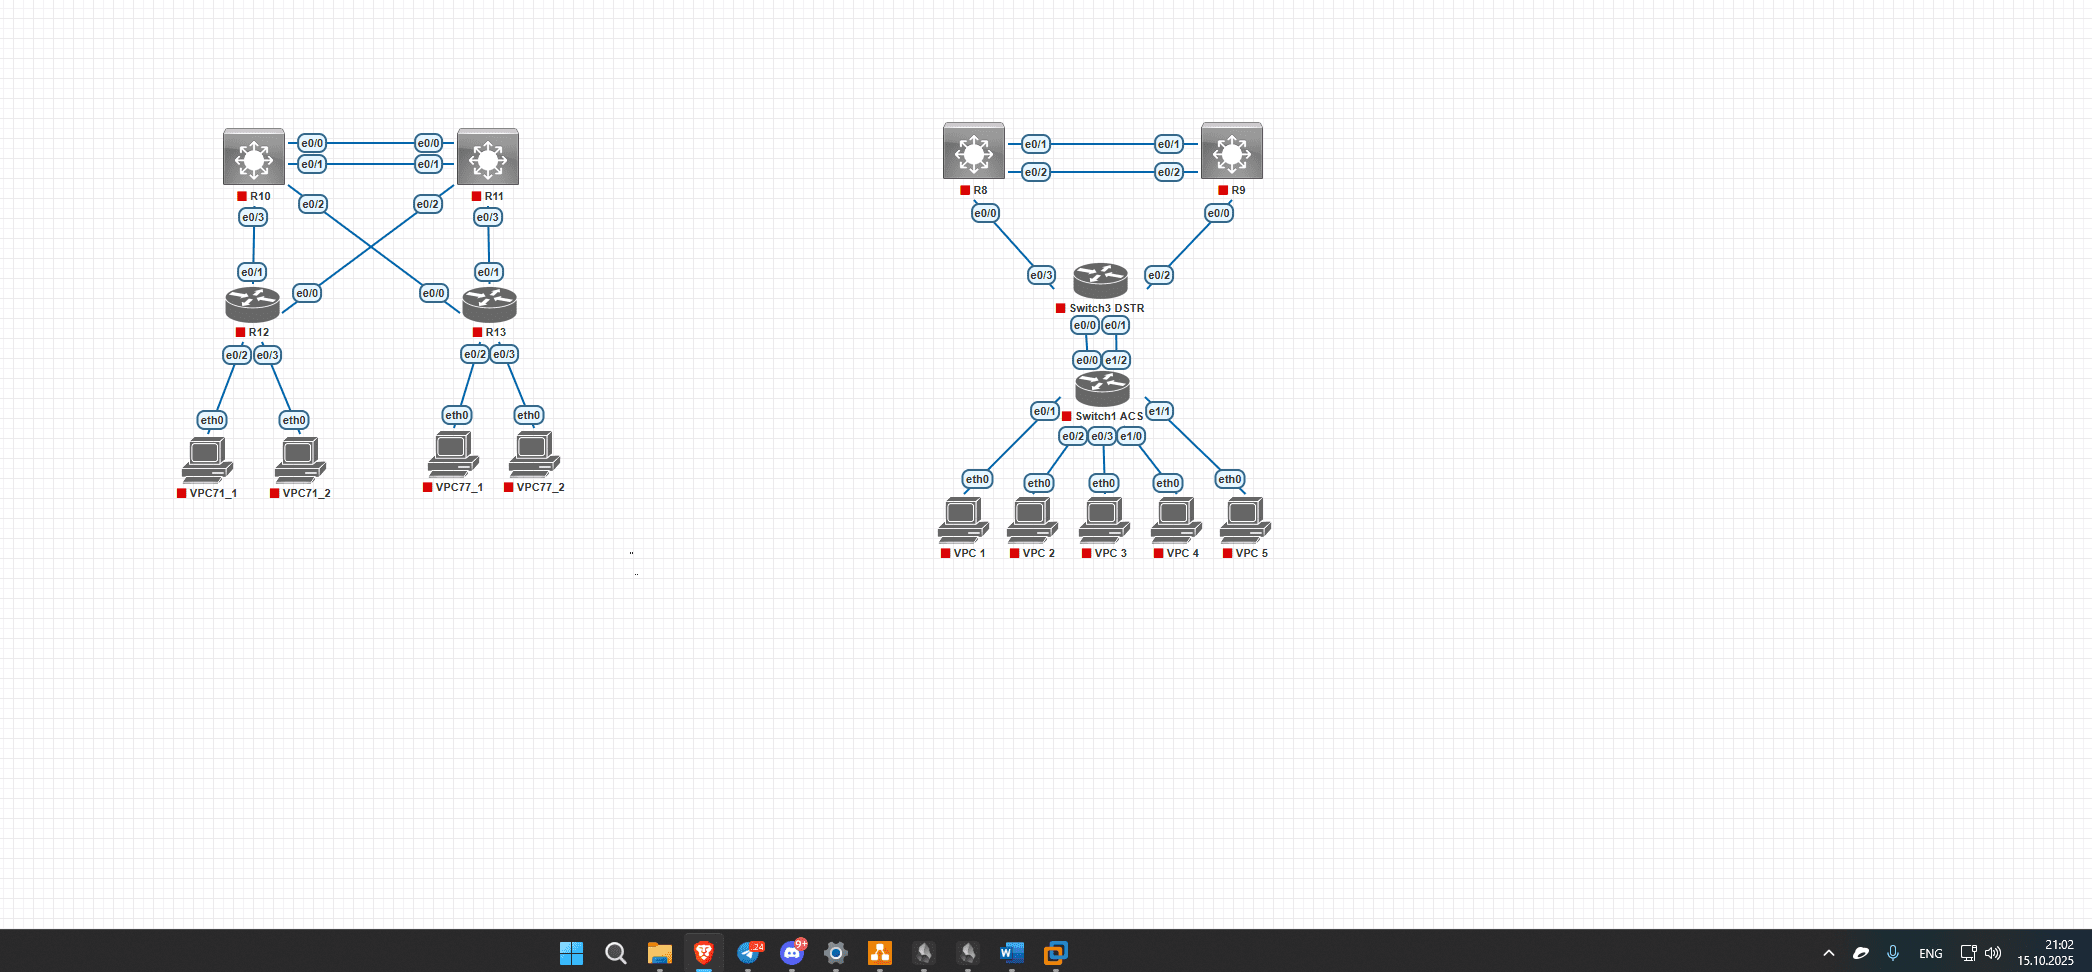 e0/0 e0/0
e0/1 e0/1
R10 R11
e0/2 e0/2
e0/3 e0/3
e0/1 e0/1
e0/0 e0/0
R12 R13
e0/2 e0/3 e0/2 e0/3
eth0 eth0 eth0 eth0
VPC71_1 VPC71_2 VPC77_1 VPC77_2
e0/1 e0/1
e0/2 e0/2
R8 R9
e0/0 e0/0
e0/3 e0/2
Switch3 DSTR
e0/0 e0/1
e0/0 e1/2
e0/1 Switch1 ACS e1/1
e0/2 e0/3 e1/0
eth0 eth0 eth0 eth0 eth0
VPC 1 VPC 2 VPC 3 VPC 4 VPC 5
24 9+ W ENG 21:02
15.10.2025